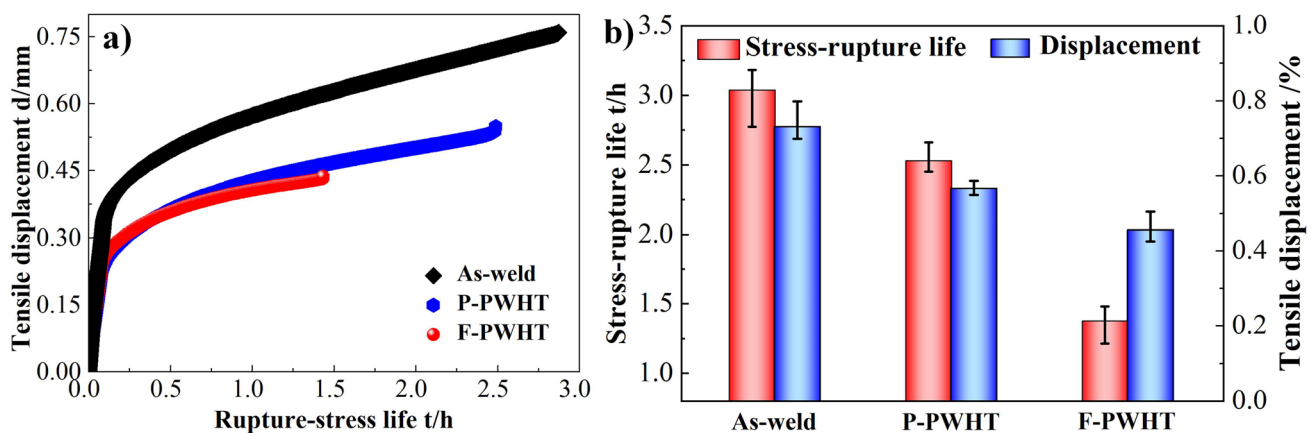 a)
Tensile displacement d/mm
0.75
0.60
0.45
0.30
0.15
0.00
As-weld
P-PWHT
F-PWHT
0.0 0.5 1.0 1.5 2.0 2.5 3.0
Rupture-stress life t/h
b)
Stress-rupture life
Displacement
Stress-rupture life t/h
3.5
3.0
2.5
2.0
1.5
1.0
1.0
0.8
0.6
0.4
0.2
0.0
Tensile displacement /%
As-weld P-PWHT F-PWHT